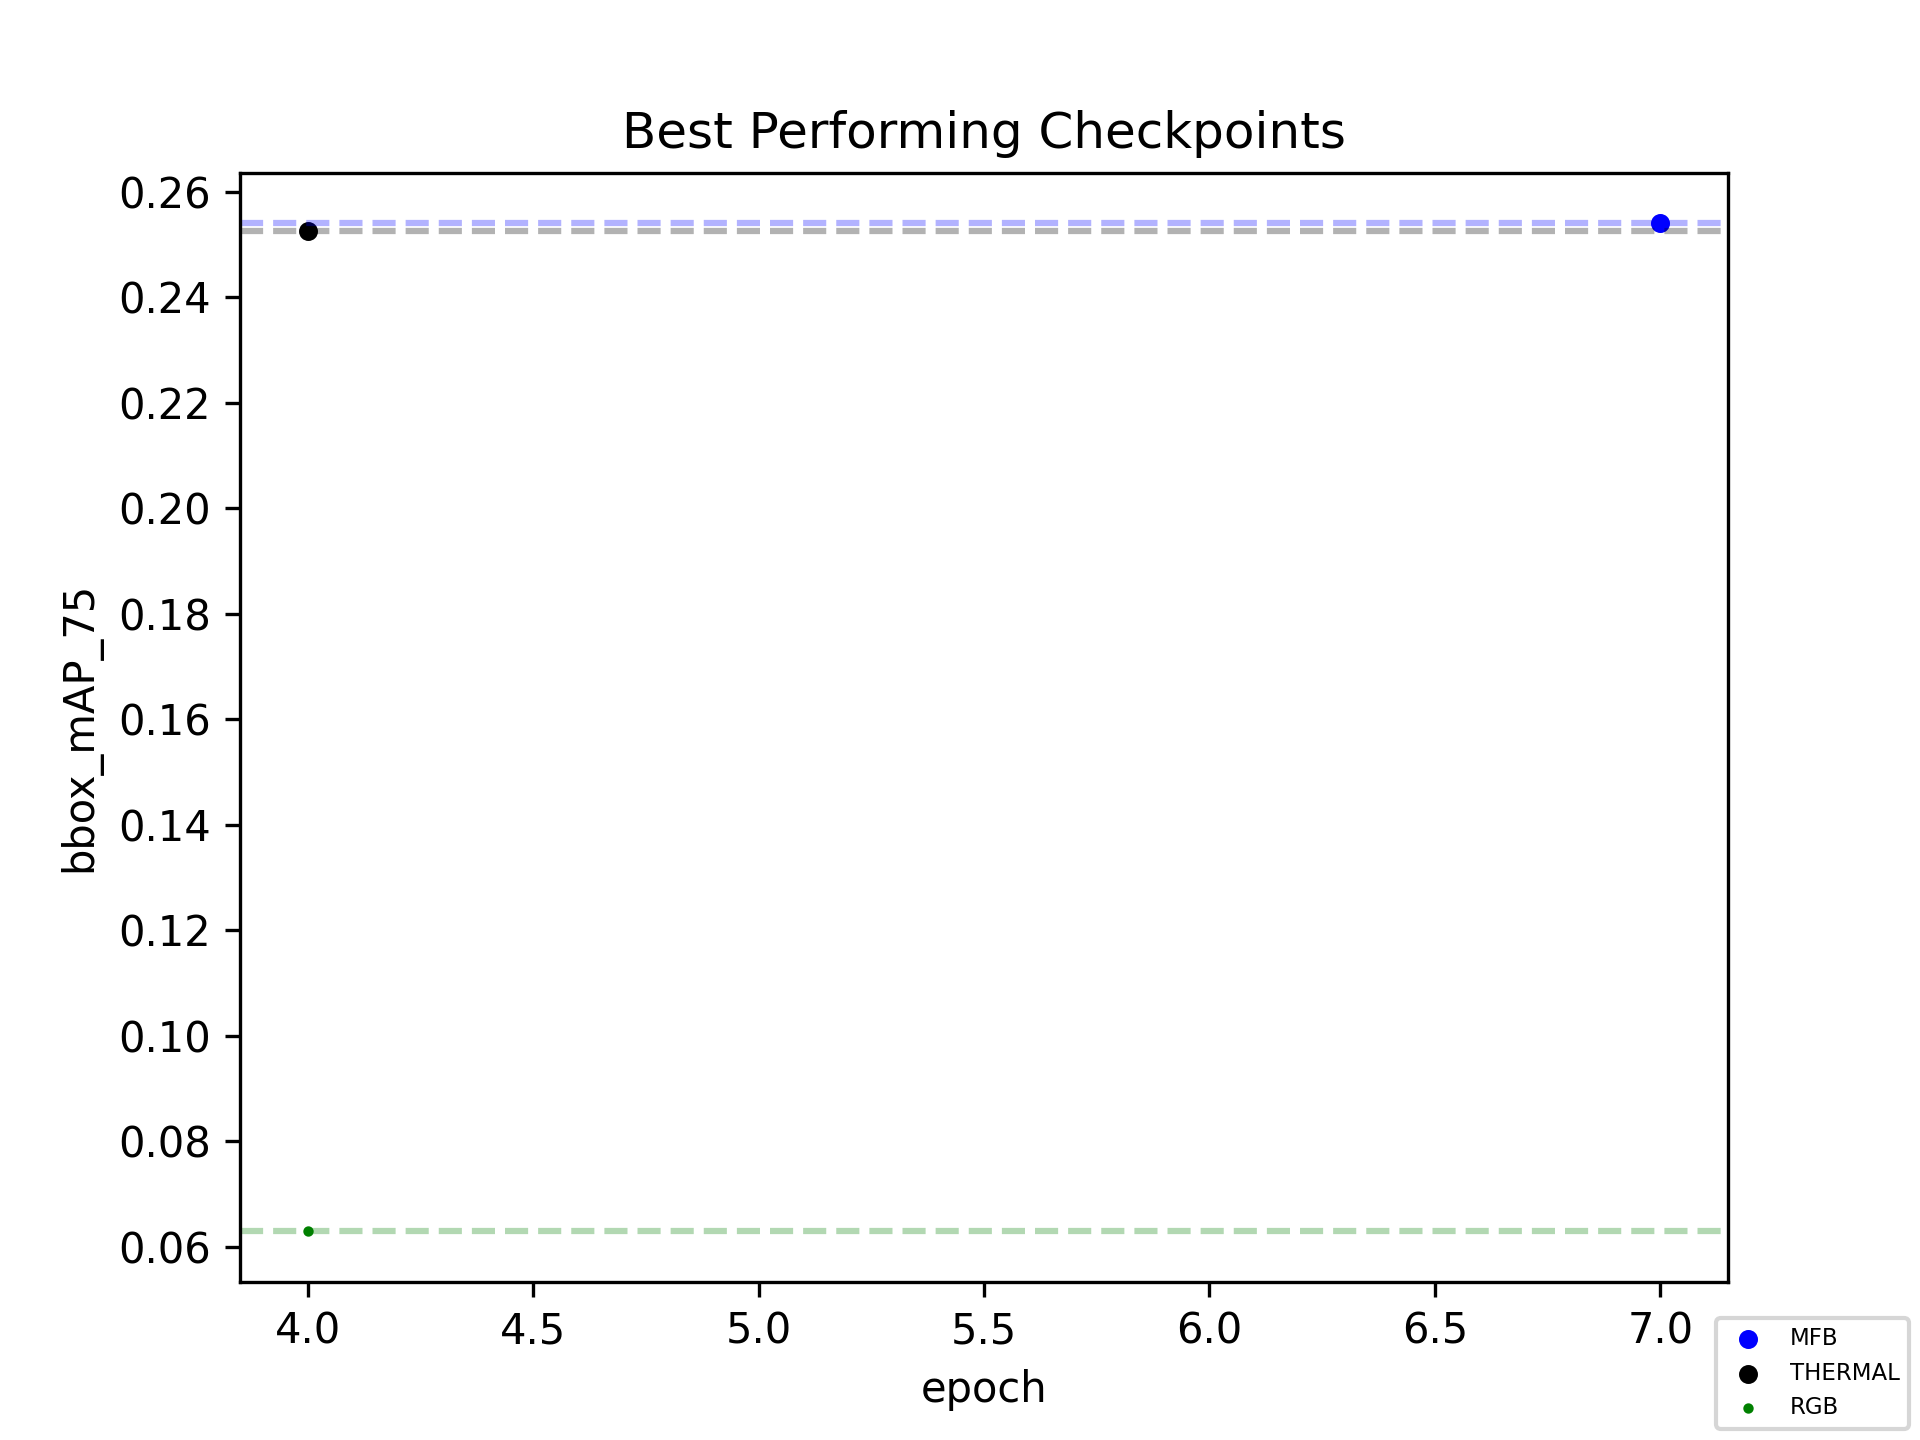 Best Performing Checkpoints
0.26
0.24
0.22
0.20
0.18
0.16
0.14
0.12
0.10
0.08
0.06
bbox_mAP_75
4.0 4.5 5.0 5.5 6.0 6.5 7.0
epoch
MFB
THERMAL
RGB